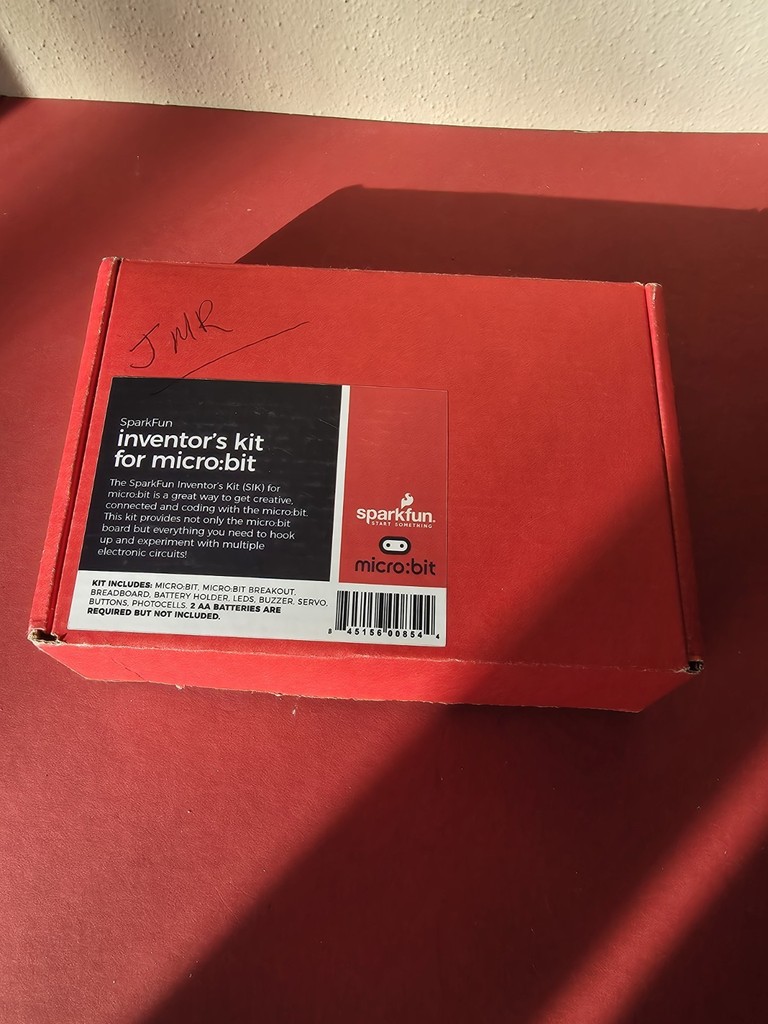 JMR
SparkFun
inventor's kit
for micro:bit
The SparkFun Inventor's Kit (SIK) for
micro:bit is a great way to get creative,
connected and coding with the micro:bit.
This kit provides not only the micro:bit
board but everything you need to hook
up and experiment with multiple
electronic circuits!
sparkfun.
START SOMETHING
micro:bit
KIT INCLUDES: MICRO:BIT, MICRO:BIT BREAKOUT,
BREADBOARD, BATTERY HOLDER, LEDS, BUZZER, SERVO,
BUTTONS, PHOTOCELLS. 2 AA BATTERIES ARE
REQUIRED BUT NOT INCLUDED.
8 45156 00854 4